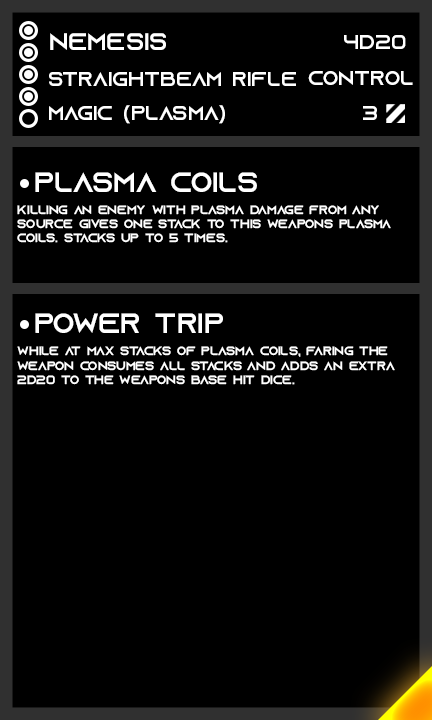 NEMESIS 4D20
STRAIGHTBEAM RIFLE CONTROL
MAGIC (PLASMA) 3
•PLASMA COILS
KILLING AN ENEMY WITH PLASMA DAMAGE FROM ANY
SOURCE GIVES ONE STACK TO THIS WEAPONS PLASMA
COILS. STACKS UP TO 5 TIMES.
•POWER TRIP
WHILE AT MAX STACKS OF PLASMA COILS, FARING THE
WEAPON CONSUMES ALL STACKS AND ADDS AN EXTRA
2D20 TO THE WEAPONS BASE HIT DICE.